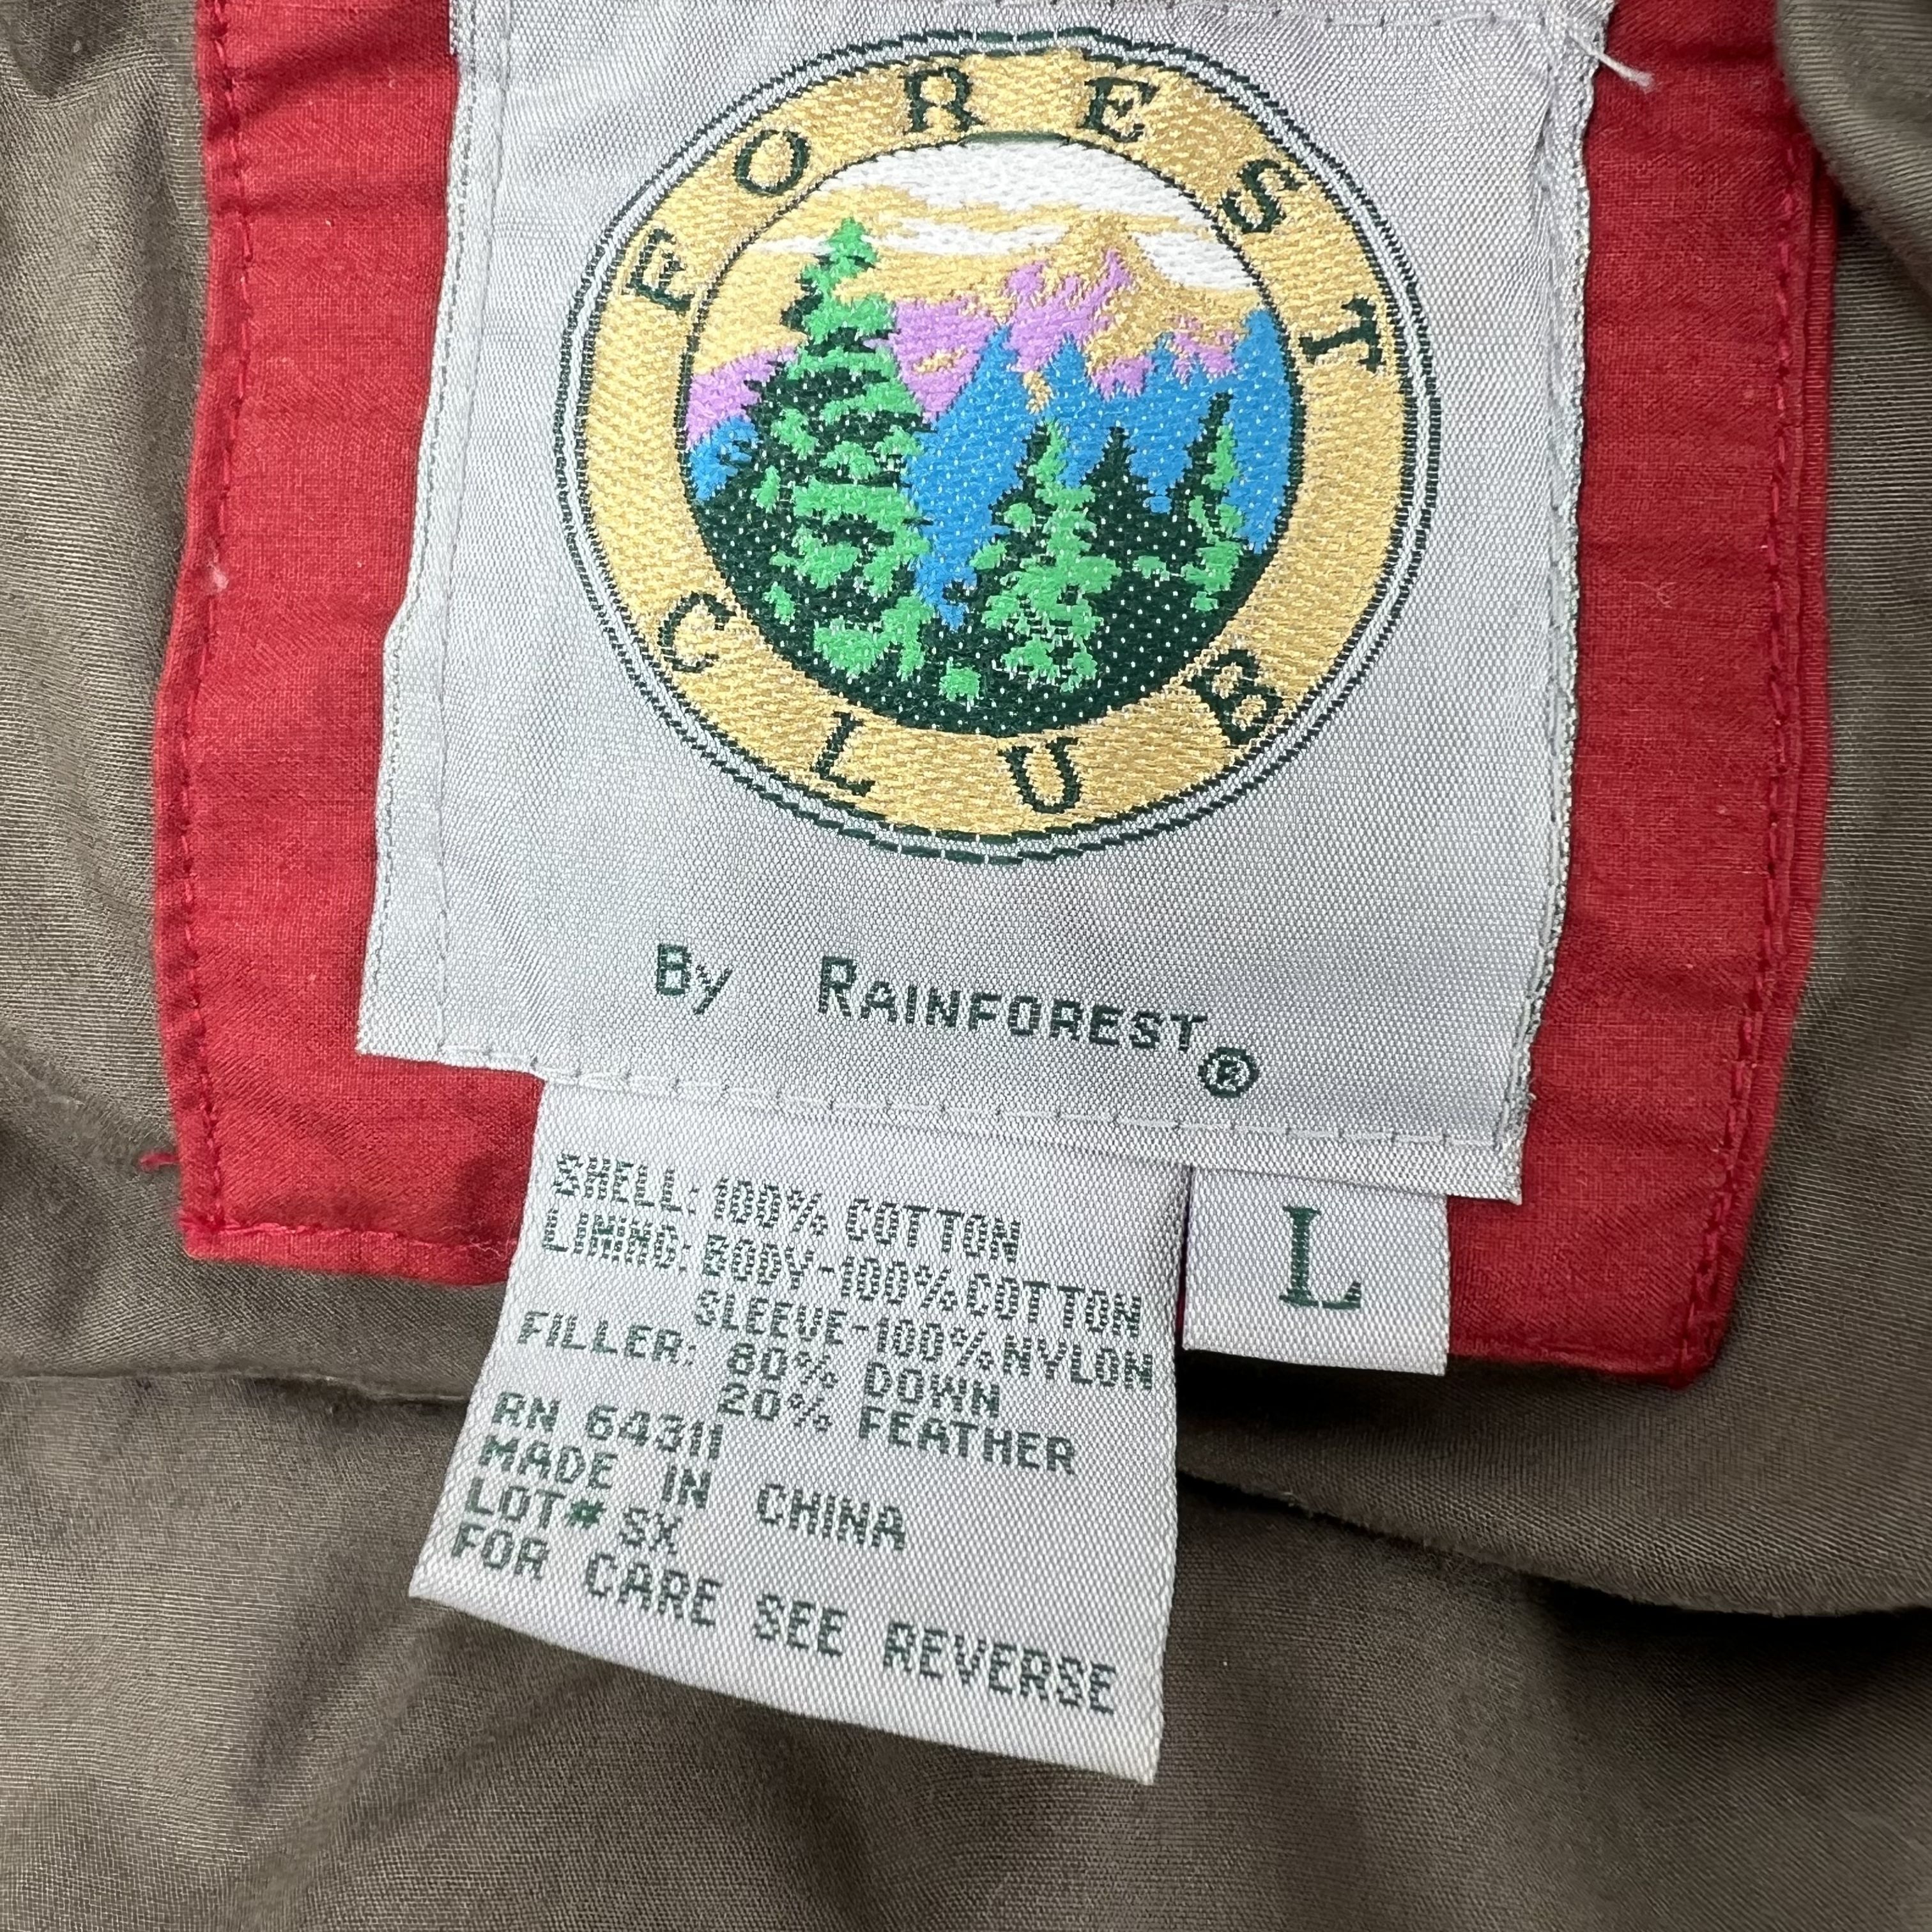 FOREST
CLUB
By RAINFOREST®
L
SHELL: 100% COTTON
LINING: BODY-100% COTTON
SLEEVE-100% NYLON
FILLER: 80% DOWN
20% FEATHER
RN 64311
MADE IN CHINA
LOT# SX
FOR CARE SEE REVERSE